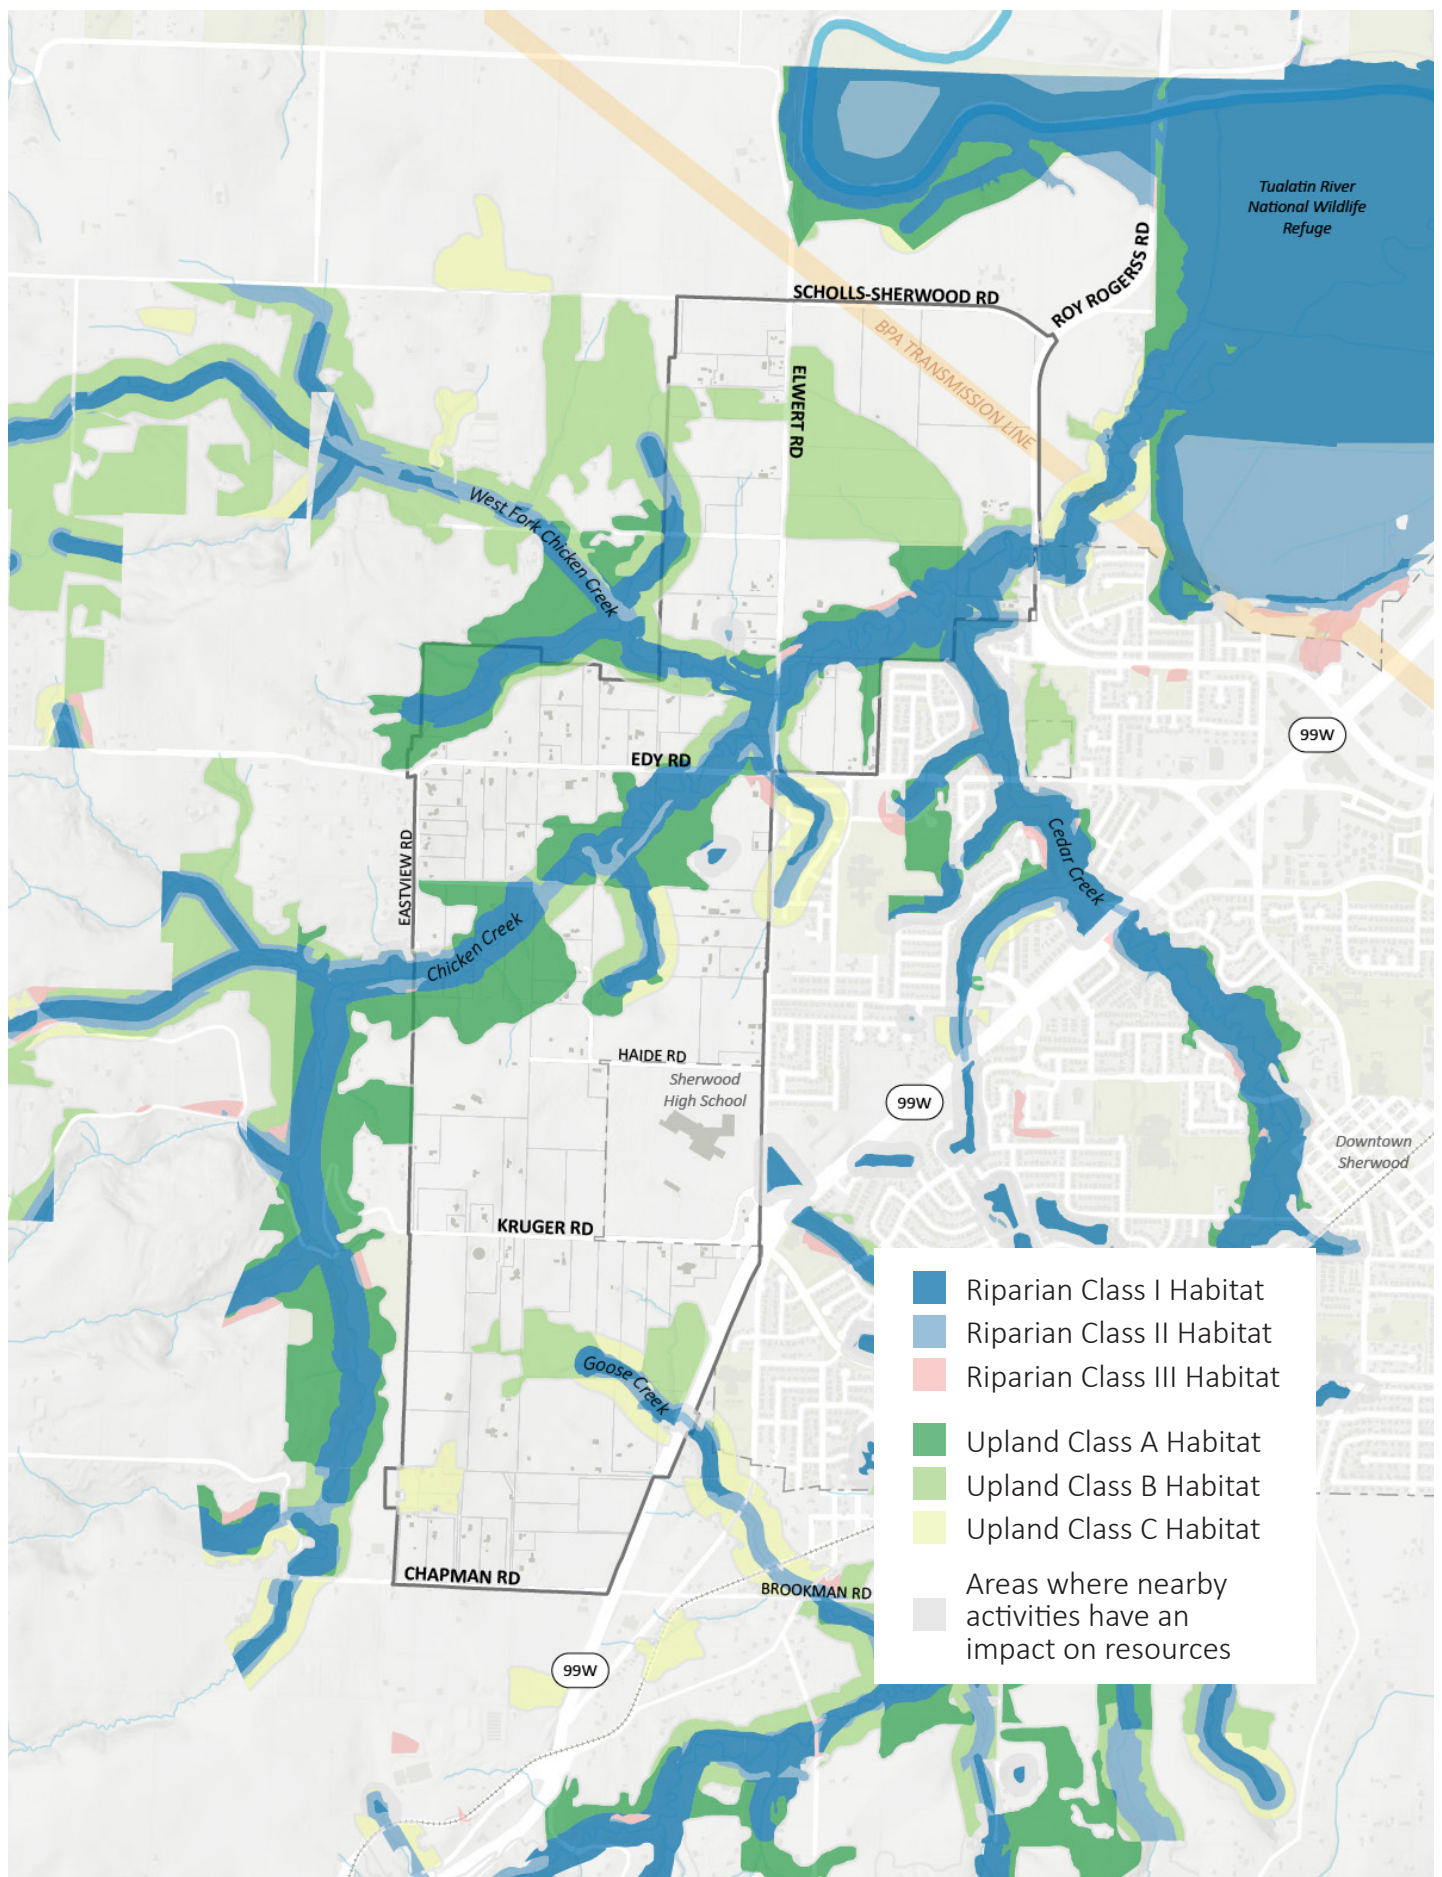 Tualatin River
National Wildlife
Refuge
ROY ROGERSS RD
SCHOLLS-SHERWOOD RD
BPA TRANSMISSION LINE
ELWERT RD
West Fork Chicken Creek
99W
EDY RD
EASTVIEW RD
Cedar Creek
Chicken Creek
HAIDE RD
Sherwood
High School
99W
Downtown
Sherwood
KRUGER RD
Goose Creek
CHAPMAN RD
BROOKMAN RD
99W
Riparian Class I Habitat
Riparian Class II Habitat
Riparian Class III Habitat
Upland Class A Habitat
Upland Class B Habitat
Upland Class C Habitat
Areas where nearby
activities have an
impact on resources